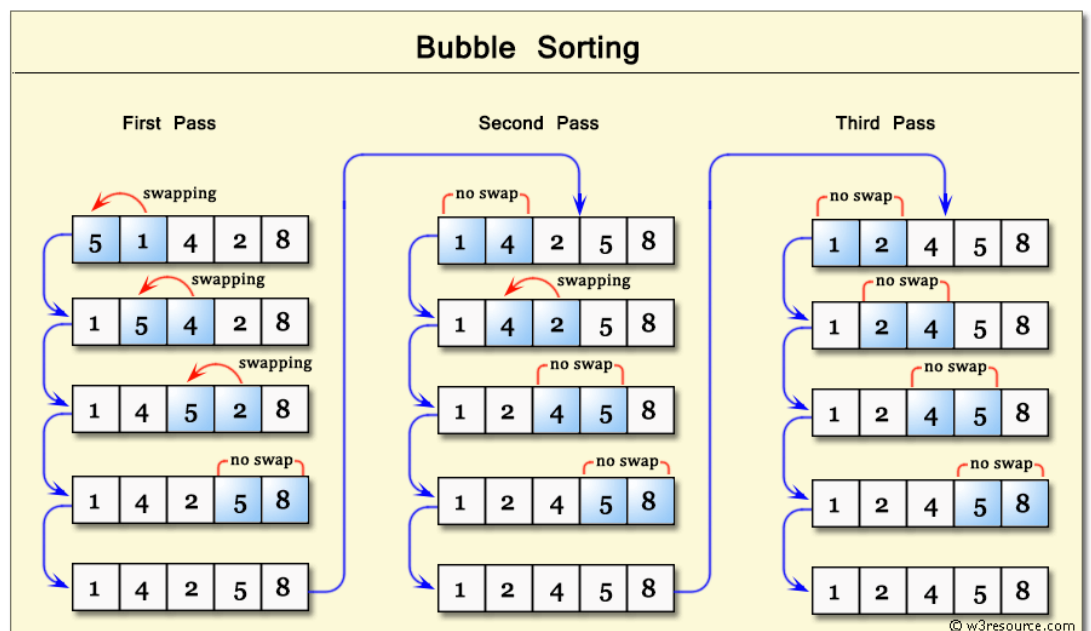 Bubble Sorting
First Pass
swapping
5 1 4 2 8
swapping
1 5 4 2 8
swapping
1 4 5 2 8
no swap
1 4 2 5 8
1 4 2 5 8
Second Pass
no swap
1 4 2 5 8
swapping
1 4 2 5 8
no swap
1 2 4 5 8
no swap
1 2 4 5 8
1 2 4 5 8
Third Pass
no swap
1 2 4 5 8
no swap
1 2 4 5 8
no swap
1 2 4 5 8
no swap
1 2 4 5 8
1 2 4 5 8
© w3resource.com